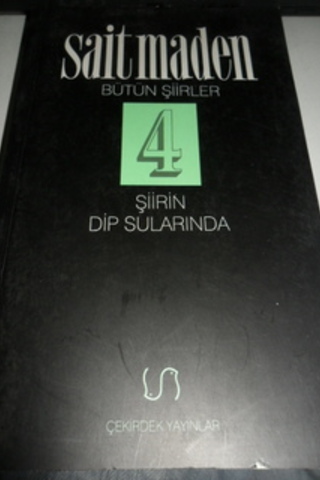 sait maden
BÜTÜN ŞİİRLER
4
ŞİİRİN
DİP SULARINDA
ÇEKİRDEK YAYINLAR